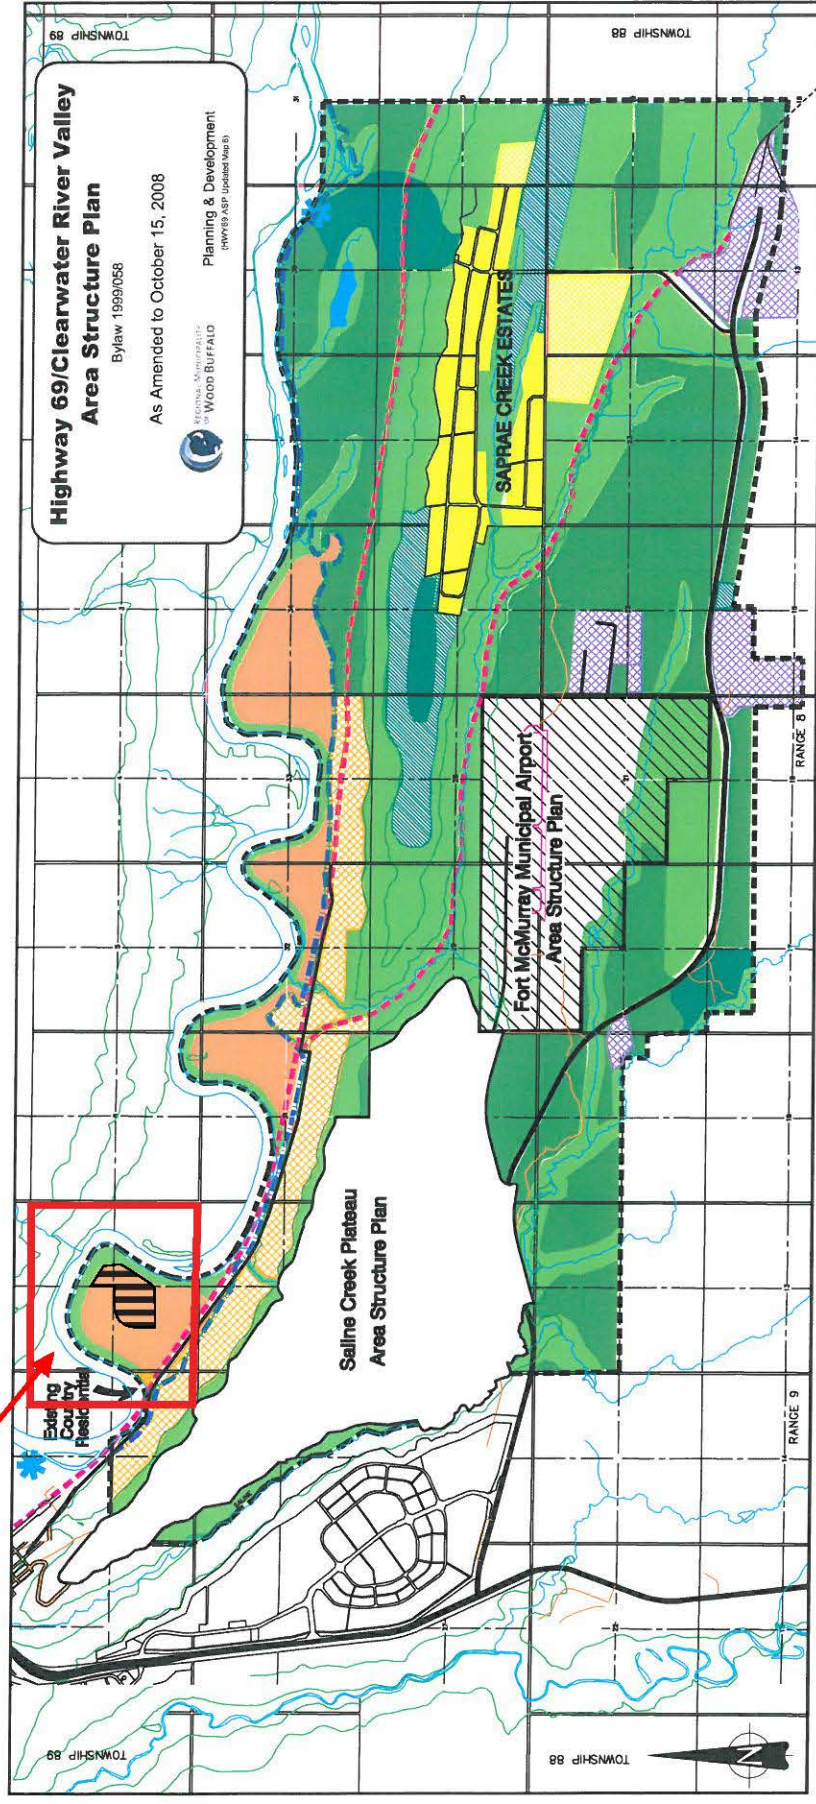 TOWNSHIP 89
TOWNSHIP 88
Highway 69/Clearwater River Valley
Area Structure Plan
Bylaw 1999/058
As Amended to October 15, 2008
REGIONAL MUNICIPALITY
OF WOOD BUFFALO
Planning & Development
(HWY69 ASP Updated Map B)
SAPRAE CREEK ESTATES
Fort McMurray Municipal Airport
Area Structure Plan
RANGE 8
Saline Creek Plateau
Area Structure Plan
Existing
Country
Residential
RANGE 9
TOWNSHIP 89
TOWNSHIP 88
N